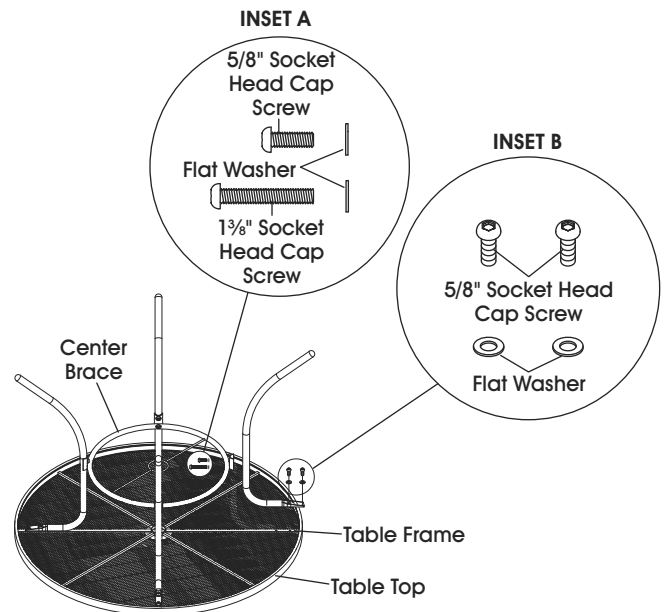 INSET A
5/8" Socket
Head Cap
Screw
Flat Washer
1⅜" Socket
Head Cap
Screw
INSET B
5/8" Socket Head
Cap Screw
Flat Washer
Center
Brace
Table Frame
Table Top